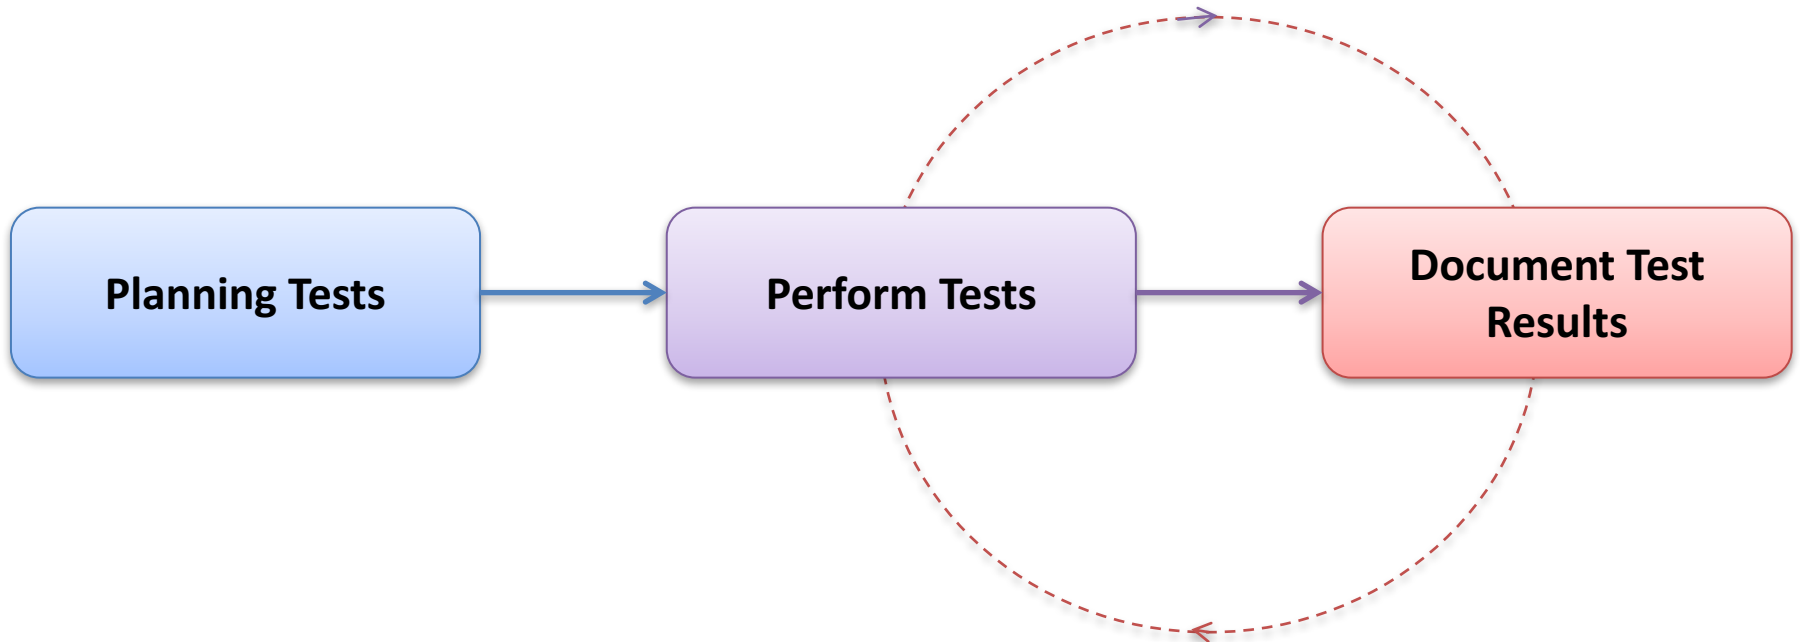 Planning Tests
Perform Tests
Document Test
Results